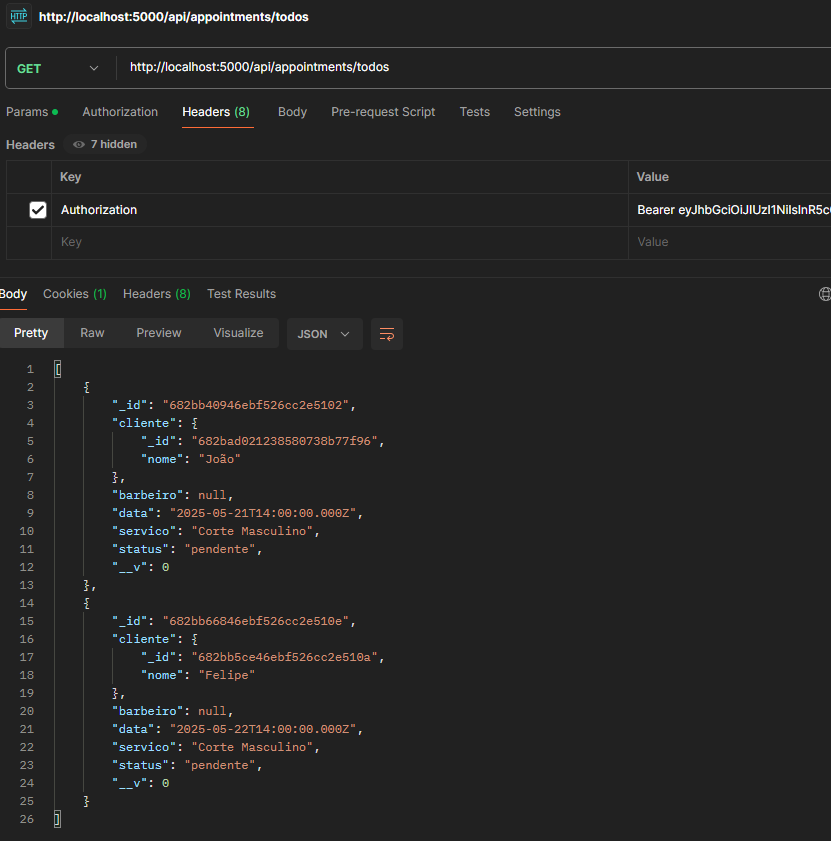 HTTP http://localhost:5000/api/appointments/todos
GET http://localhost:5000/api/appointments/todos
Params Authorization Headers (8) Body Pre-request Script Tests Settings
Headers 7 hidden
Key Value
Authorization Bearer eyJhbGciOiJIUzI1NiIsInR5c
Key Value
Body Cookies (1) Headers (8) Test Results
Pretty Raw Preview Visualize JSON
1 [
2 {
3 "_id": "682bb40946ebf526cc2e5102",
4 "cliente": {
5 "_id": "682bad021238580738b77f96",
6 "nome": "João"
7 },
8 "barbeiro": null,
9 "data": "2025-05-21T14:00:00.000Z",
10 "servico": "Corte Masculino",
11 "status": "pendente",
12 "__v": 0
13 },
14 {
15 "_id": "682bb66846ebf526cc2e510e",
16 "cliente": {
17 "_id": "682bb5ce46ebf526cc2e510a",
18 "nome": "Felipe"
19 },
20 "barbeiro": null,
21 "data": "2025-05-22T14:00:00.000Z",
22 "servico": "Corte Masculino",
23 "status": "pendente",
24 "__v": 0
25 }
26 ]